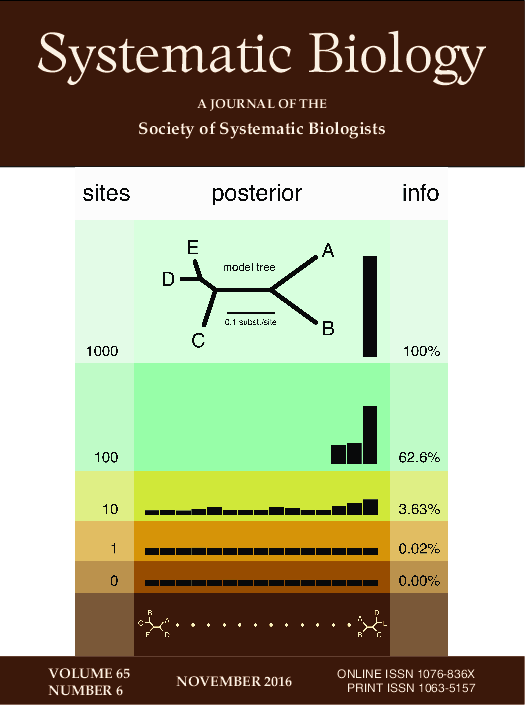 Systematic Biology
A JOURNAL OF THE
Society of Systematic Biologists
sites posterior info
E
A
model tree
D
0.1 subst./site
B
C
1000 100%
100 62.6%
10 3.63%
1 0.02%
0 0.00%
B D
C A A E
E D B C
VOLUME 65
NUMBER 6
NOVEMBER 2016
ONLINE ISSN 1076-836X
PRINT ISSN 1063-5157